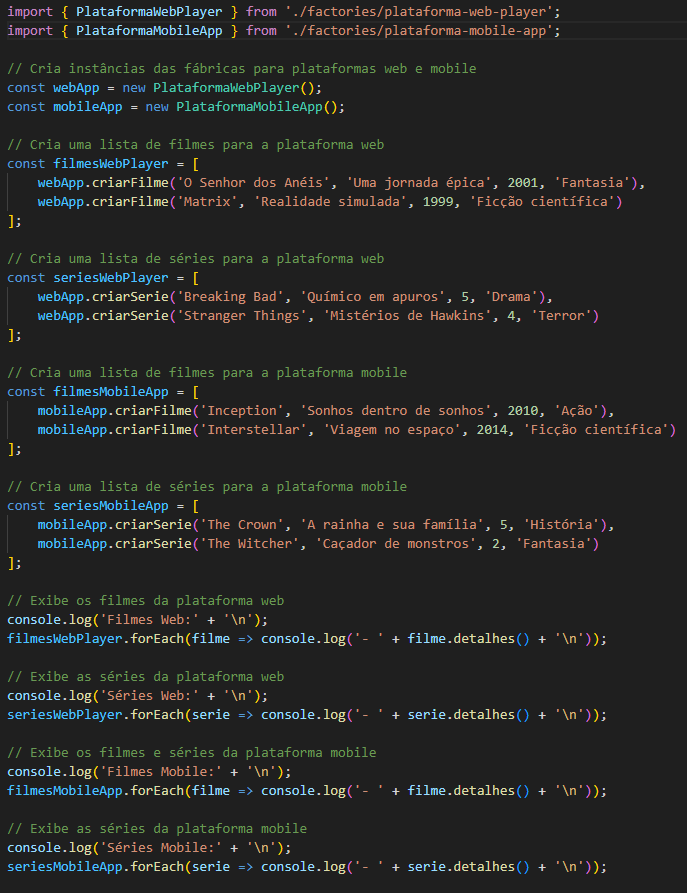 import { PlataformaWebPlayer } from './factories/plataforma-web-player';
import { PlataformaMobileApp } from './factories/plataforma-mobile-app';
// Cria instâncias das fábricas para plataformas web e mobile
const webApp = new PlataformaWebPlayer();
const mobileApp = new PlataformaMobileApp();
// Cria uma lista de filmes para a plataforma web
const filmesWebPlayer = [
    webApp.criarFilme('O Senhor dos Anéis', 'Uma jornada épica', 2001, 'Fantasia'),
    webApp.criarFilme('Matrix', 'Realidade simulada', 1999, 'Ficção científica')
];
// Cria uma lista de séries para a plataforma web
const seriesWebPlayer = [
    webApp.criarSerie('Breaking Bad', 'Químico em apuros', 5, 'Drama'),
    webApp.criarSerie('Stranger Things', 'Mistérios de Hawkins', 4, 'Terror')
];
// Cria uma lista de filmes para a plataforma mobile
const filmesMobileApp = [
    mobileApp.criarFilme('Inception', 'Sonhos dentro de sonhos', 2010, 'Ação'),
    mobileApp.criarFilme('Interstellar', 'Viagem no espaço', 2014, 'Ficção científica')
];
// Cria uma lista de séries para a plataforma mobile
const seriesMobileApp = [
    mobileApp.criarSerie('The Crown', 'A rainha e sua família', 5, 'História'),
    mobileApp.criarSerie('The Witcher', 'Caçador de monstros', 2, 'Fantasia')
];
// Exibe os filmes da plataforma web
console.log('Filmes Web:' + '\n');
filmesWebPlayer.forEach(filme => console.log('- ' + filme.detalhes() + '\n'));
// Exibe as séries da plataforma web
console.log('Séries Web:' + '\n');
seriesWebPlayer.forEach(serie => console.log('- ' + serie.detalhes() + '\n'));
// Exibe os filmes e séries da plataforma mobile
console.log('Filmes Mobile:' + '\n');
filmesMobileApp.forEach(filme => console.log('- ' + filme.detalhes() + '\n'));
// Exibe as séries da plataforma mobile
console.log('Séries Mobile:' + '\n');
seriesMobileApp.forEach(serie => console.log('- ' + serie.detalhes() + '\n'));